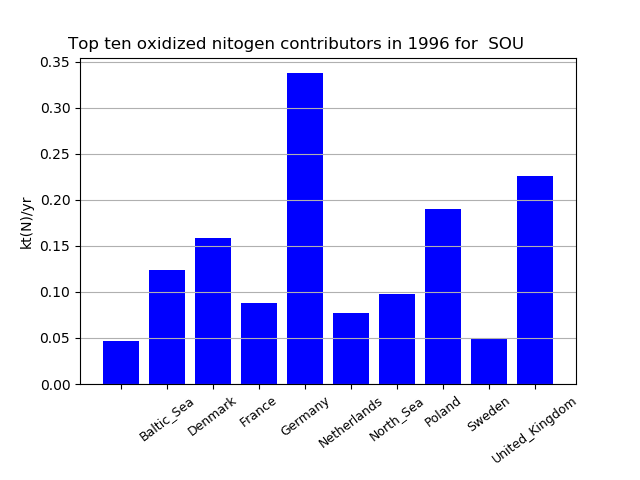 Top ten oxidized nitogen contributors in 1996 for  SOU
0.35
0.30
0.25
0.20
0.15
0.10
0.05
0.00
kt(N)/yr
Baltic_Sea
Denmark
France
Germany
Netherlands
North_Sea
Poland
Sweden
United_Kingdom